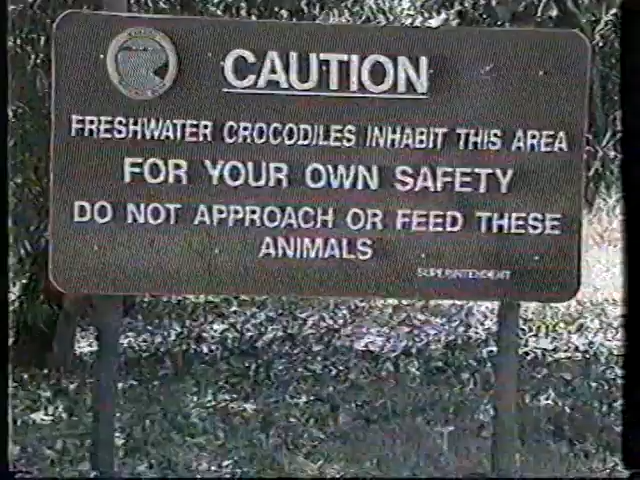 CAUTION
FRESHWATER CROCODILES INHABIT THIS AREA
FOR YOUR OWN SAFETY
DO NOT APPROACH OR FEED THESE
ANIMALS
SUPERINTENDENT